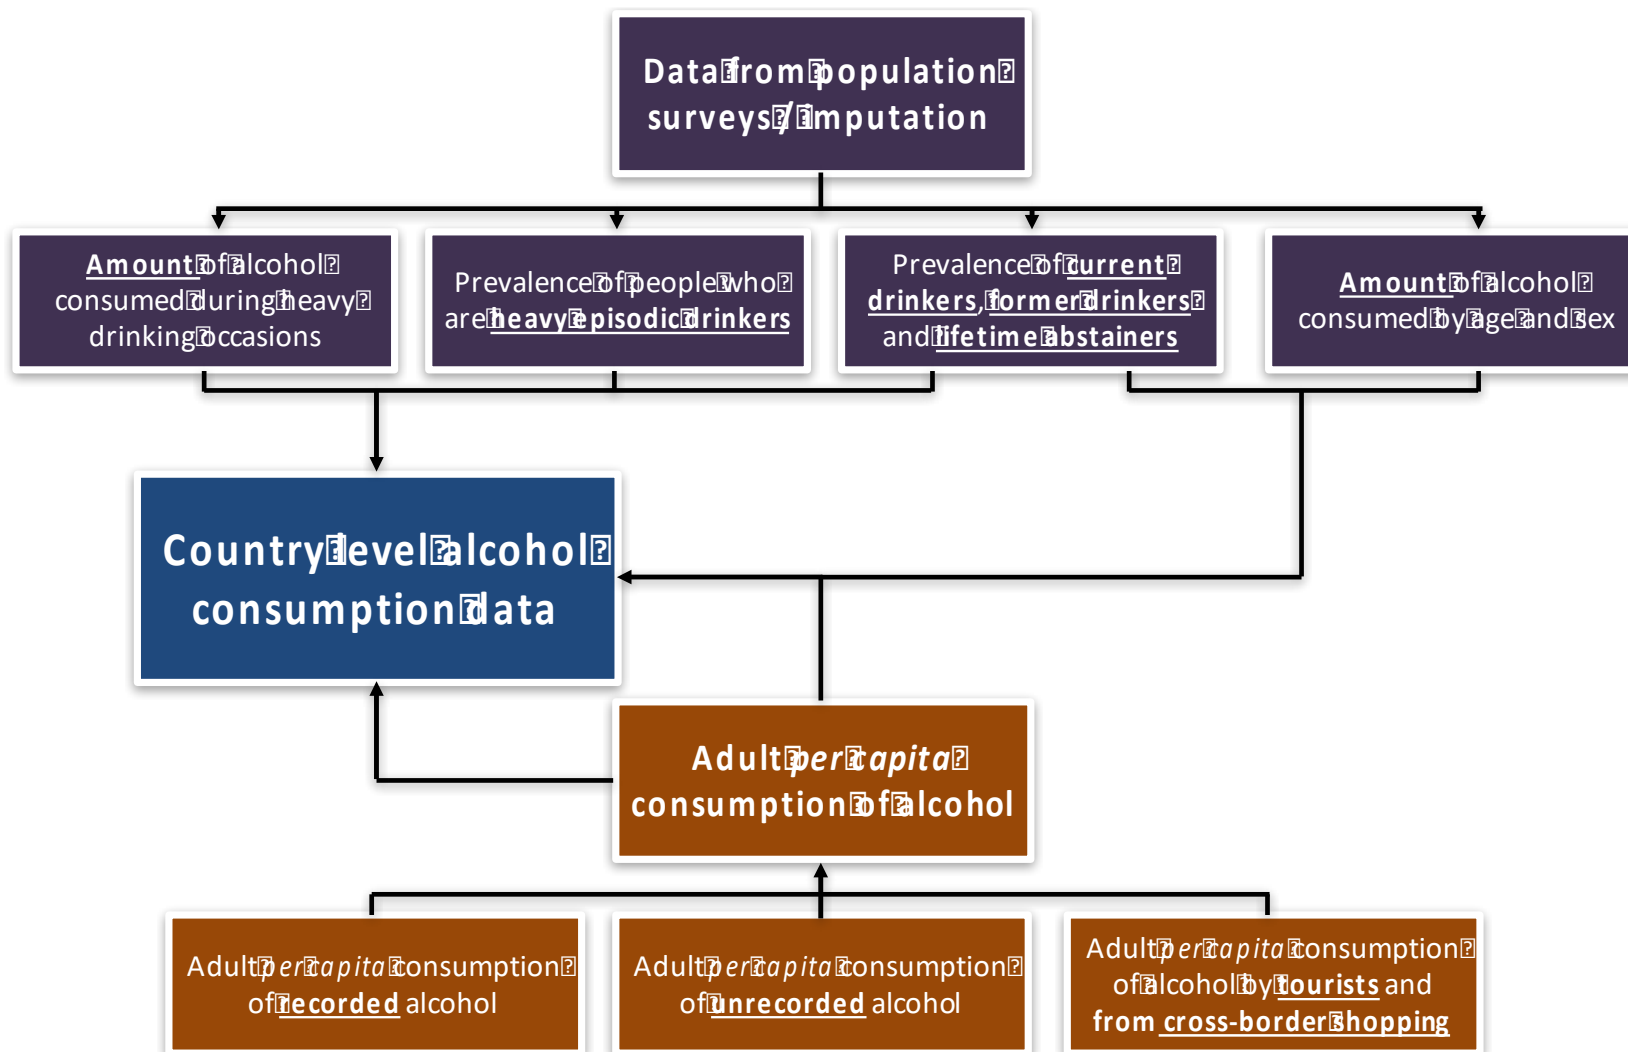 Data from population
surveys / imputation
Amount of alcohol
consumed during heavy
drinking occasions
Prevalence of people who
are heavy episodic drinkers
Prevalence of current
drinkers, former drinkers
and lifetime abstainers
Amount of alcohol
consumed by age and sex
Country level alcohol
consumption data
Adult per capita
consumption of alcohol
Adult per capita consumption
of recorded alcohol
Adult per capita consumption
of unrecorded alcohol
Adult per capita consumption
of alcohol by tourists and
from cross-border shopping